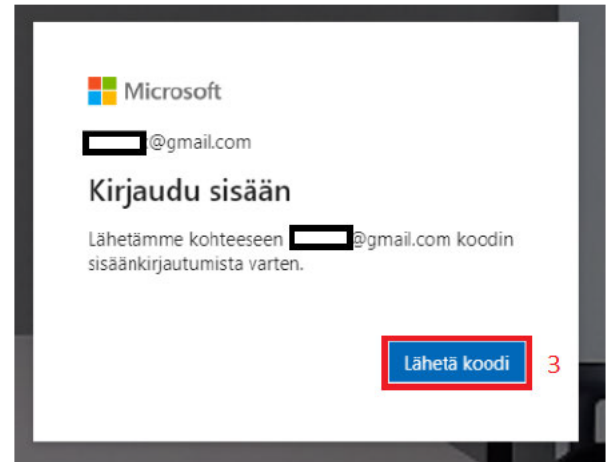 Microsoft
@gmail.com
Kirjaudu sisään
Lähetämme kohteeseen @gmail.com koodin
sisäänkirjautumista varten.
Lähetä koodi 3